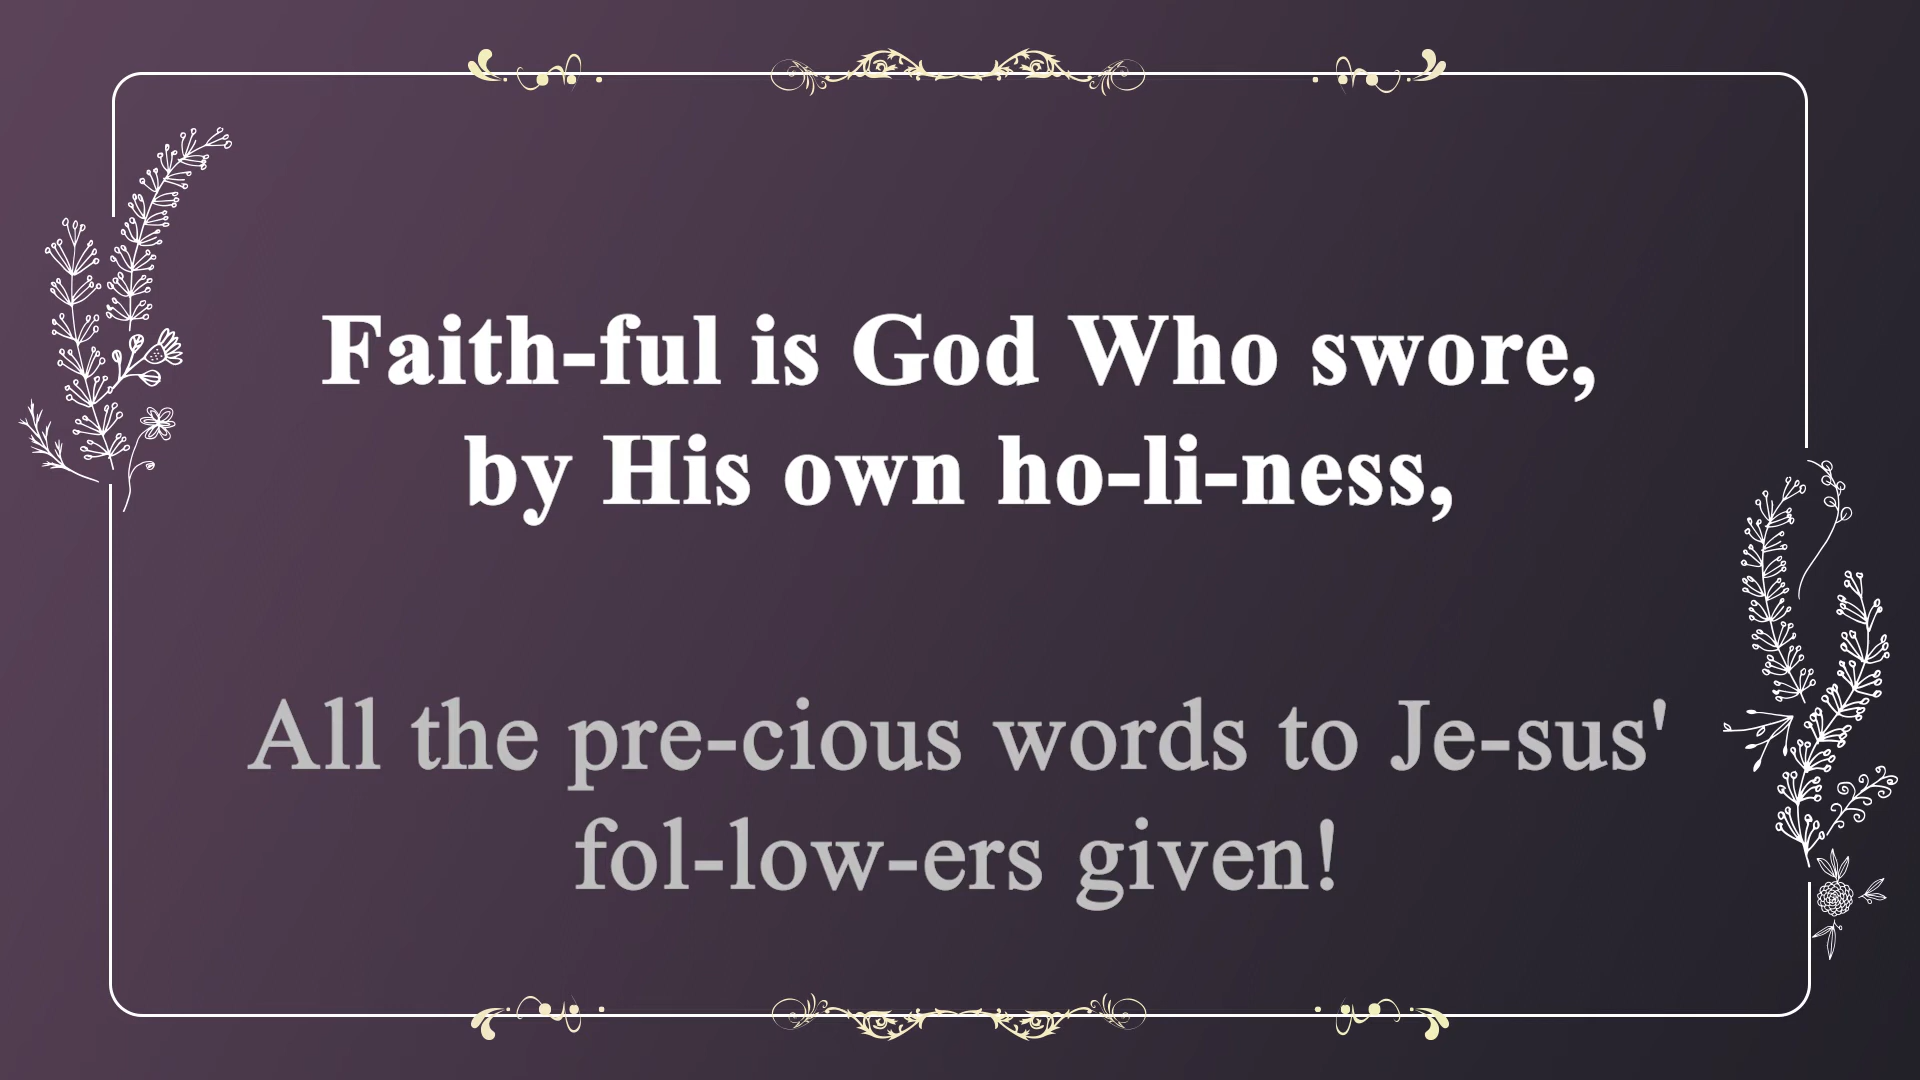 Faith-ful is God Who swore,
by His own ho-li-ness,
All the pre-cious words to Je-sus'
fol-low-ers given!